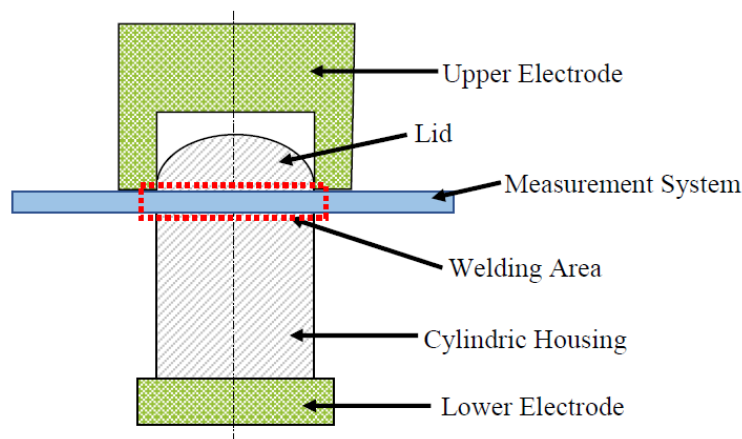 Upper Electrode
Lid
Measurement System
Welding Area
Cylindric Housing
Lower Electrode